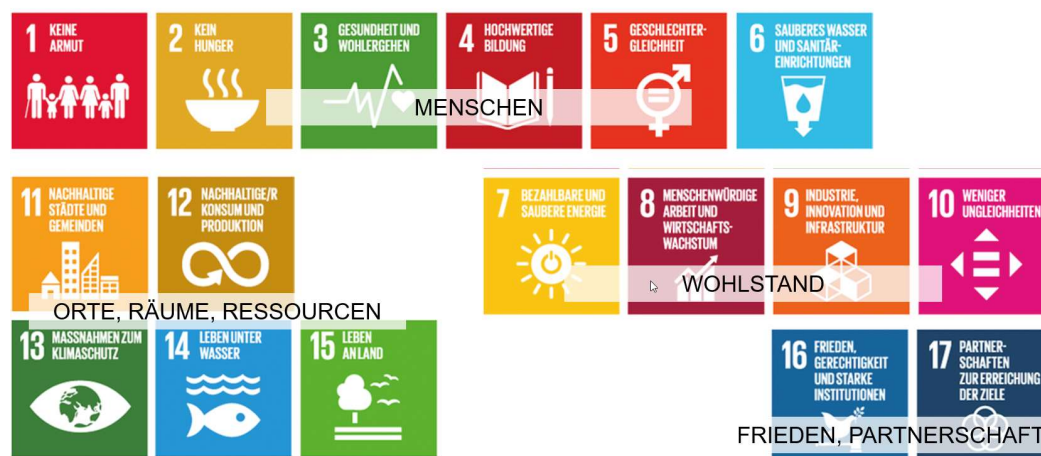 1 KEINE
ARMUT
2 KEIN
HUNGER
3 GESUNDHEIT UND
WOHLERGEHEN
4 HOCHWERTIGE
BILDUNG
5 GESCHLECHTER-
GLEICHHEIT
6 SAUBERES WASSER
UND SANITÄR-
EINRICHTUNGEN
MENSCHEN
11 NACHHALTIGE
STÄDTE UND
GEMEINDEN
12 NACHHALTIGE/R
KONSUM UND
PRODUKTION
7 BEZAHLBARE UND
SAUBERE ENERGIE
8 MENSCHENWÜRDIGE
ARBEIT UND
WIRTSCHAFTS-
WACHSTUM
9 INDUSTRIE,
INNOVATION UND
INFRASTRUKTUR
10 WENIGER
UNGLEICHHEITEN
WOHLSTAND
ORTE, RÄUME, RESSOURCEN
13 MASSNAHMEN ZUM
KLIMASCHUTZ
14 LEBEN UNTER
WASSER
15 LEBEN
AN LAND
16 FRIEDEN,
GERECHTIGKEIT
UND STARKE
INSTITUTIONEN
17 PARTNER-
SCHAFTEN
ZUR ERREICHUNG
DER ZIELE
FRIEDEN, PARTNERSCHAFT